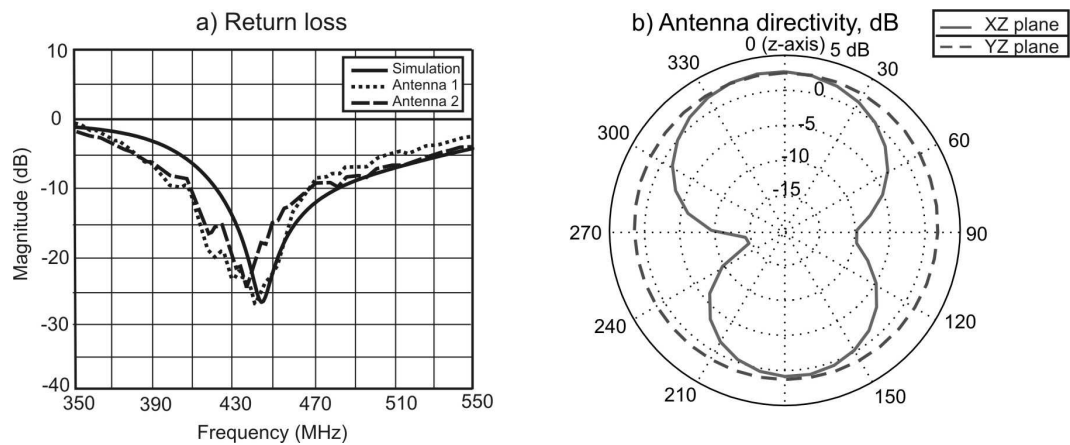 a) Return loss
10
0
-10
-20
-30
-40
Magnitude (dB)
350 390 430 470 510 550
Frequency (MHz)
Simulation
Antenna 1
Antenna 2
b) Antenna directivity, dB
XZ plane
YZ plane
0 (z-axis) 5 dB
330
30
300
60
270
90
240
120
210
150
0
-5
-10
-15